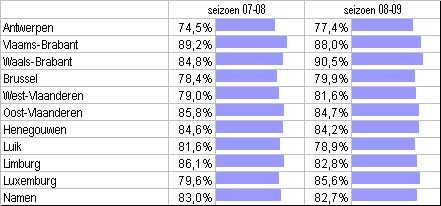 seizoen 07-08 seizoen 08-09
Antwerpen 74,5% 77,4%
Vlaams-Brabant 89,2% 88,0%
Waals-Brabant 84,8% 90,5%
Brussel 78,4% 79,9%
West-Vlaanderen 79,0% 81,6%
Oost-Vlaanderen 85,8% 84,7%
Henegouwen 84,6% 84,2%
Luik 81,6% 78,9%
Limburg 86,1% 82,8%
Luxemburg 79,6% 85,6%
Namen 83,0% 82,7%